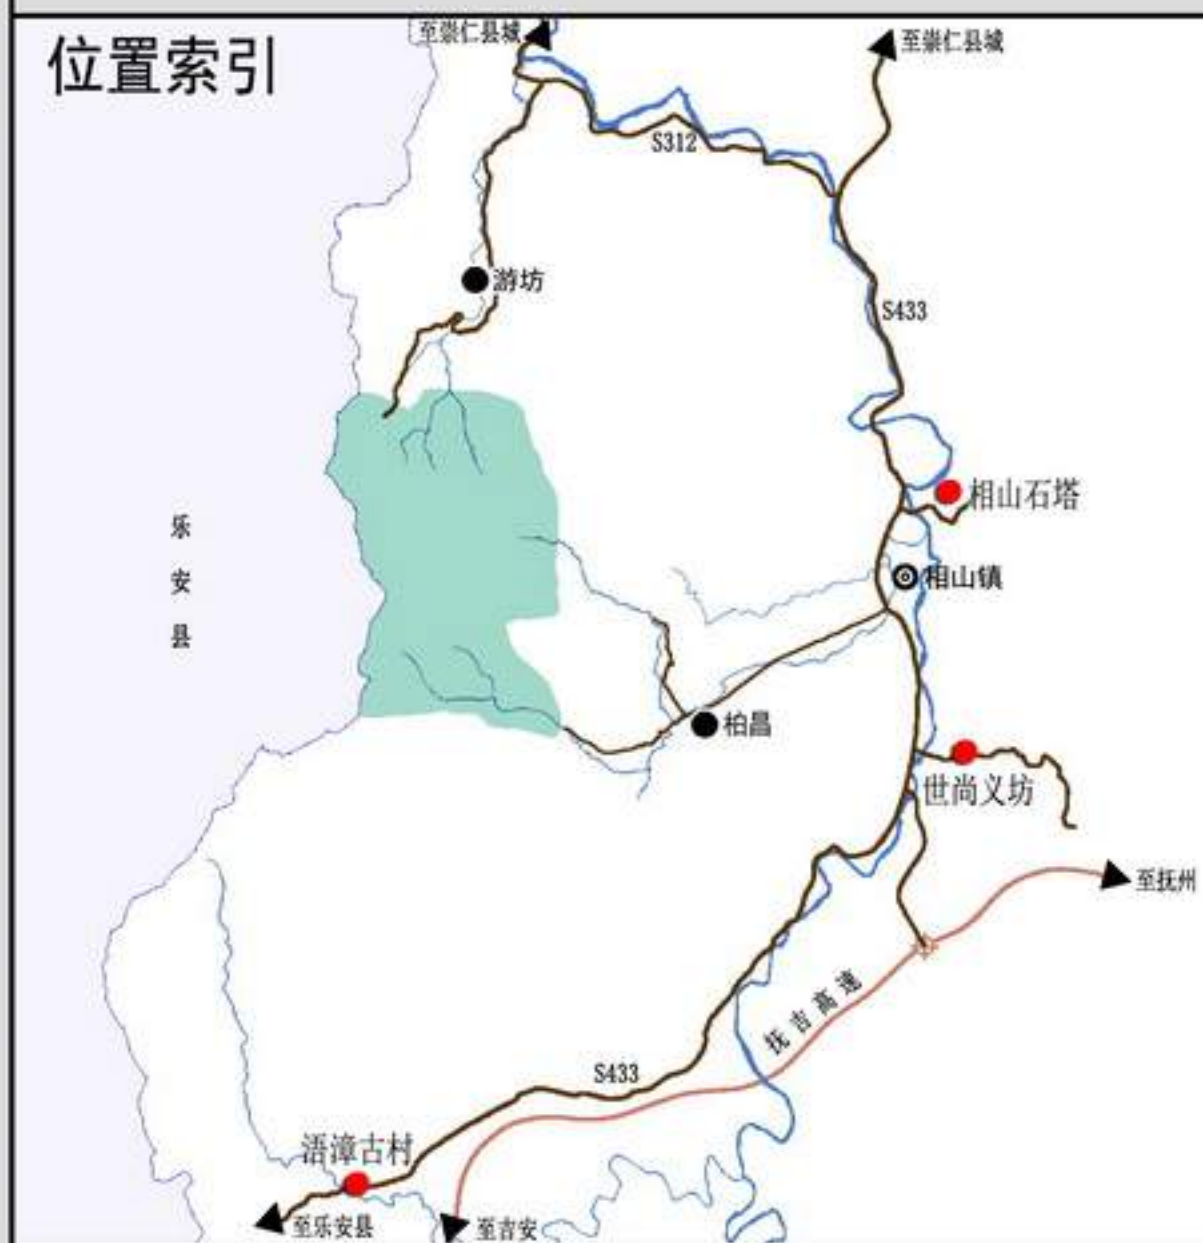 位置索引
至崇仁县城
至崇仁县城
S312
游坊
S433
相山石塔
乐安县
相山镇
柏昌
世尚义坊
至抚州
抚吉高速
S433
浯漳古村
至乐安县
至吉安